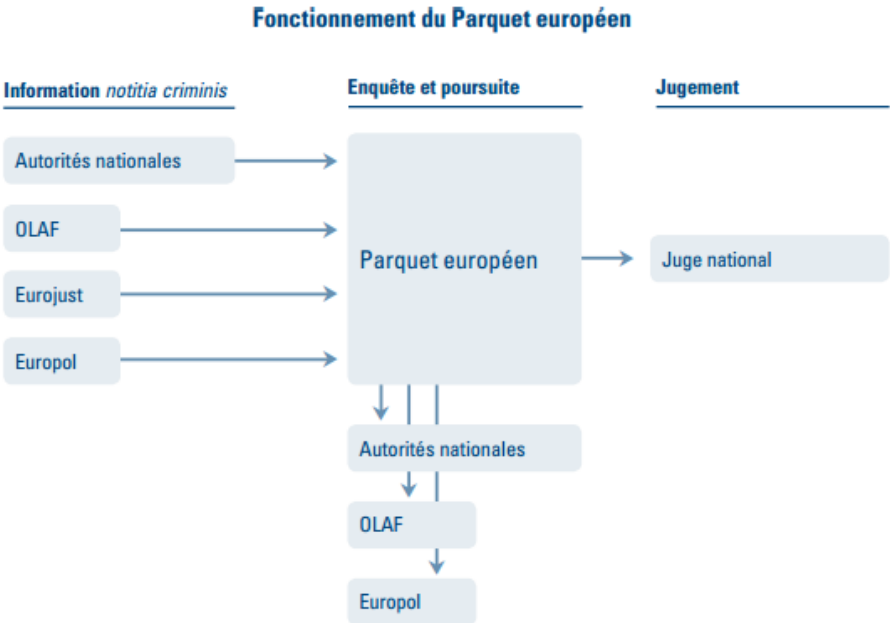 Fonctionnement du Parquet européen
Information notitia criminis
Enquête et poursuite
Jugement
Autorités nationales
OLAF
Eurojust
Europol
Parquet européen
Juge national
Autorités nationales
OLAF
Europol